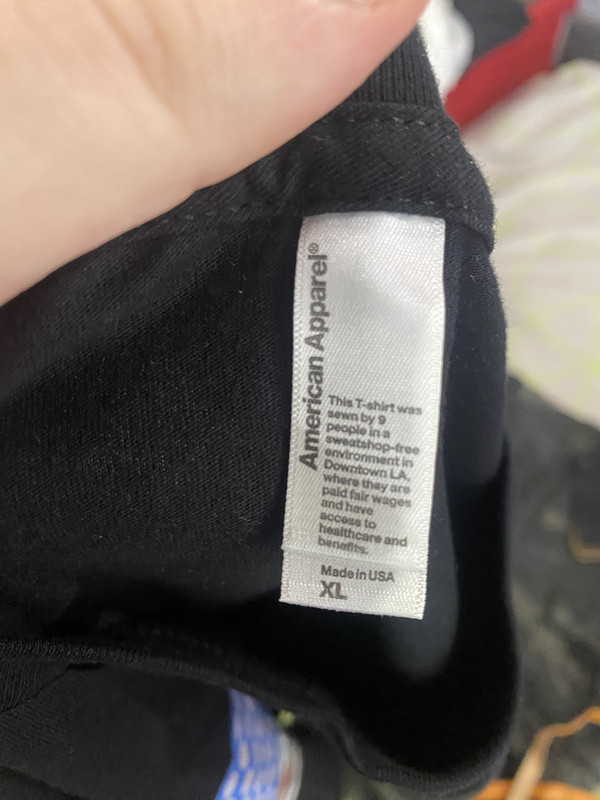 American Apparel®
This T-shirt was
sewn by 9
people in a
sweatshop-free
environment in
Downtown LA,
where they are
paid fair wages
and have
access to
healthcare and
benefits.
Made in USA
XL